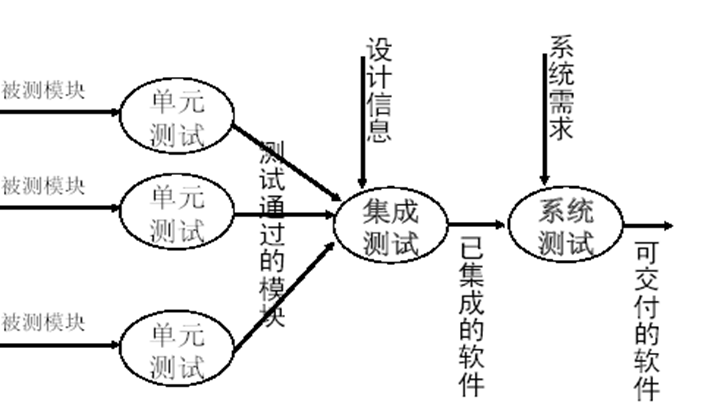 被测模块
单元
测试
被测模块
单元
测试
被测模块
单元
测试
测试通过的模块
设计信息
集成
测试
已集成的软件
系统需求
系统
测试
可交付的软件